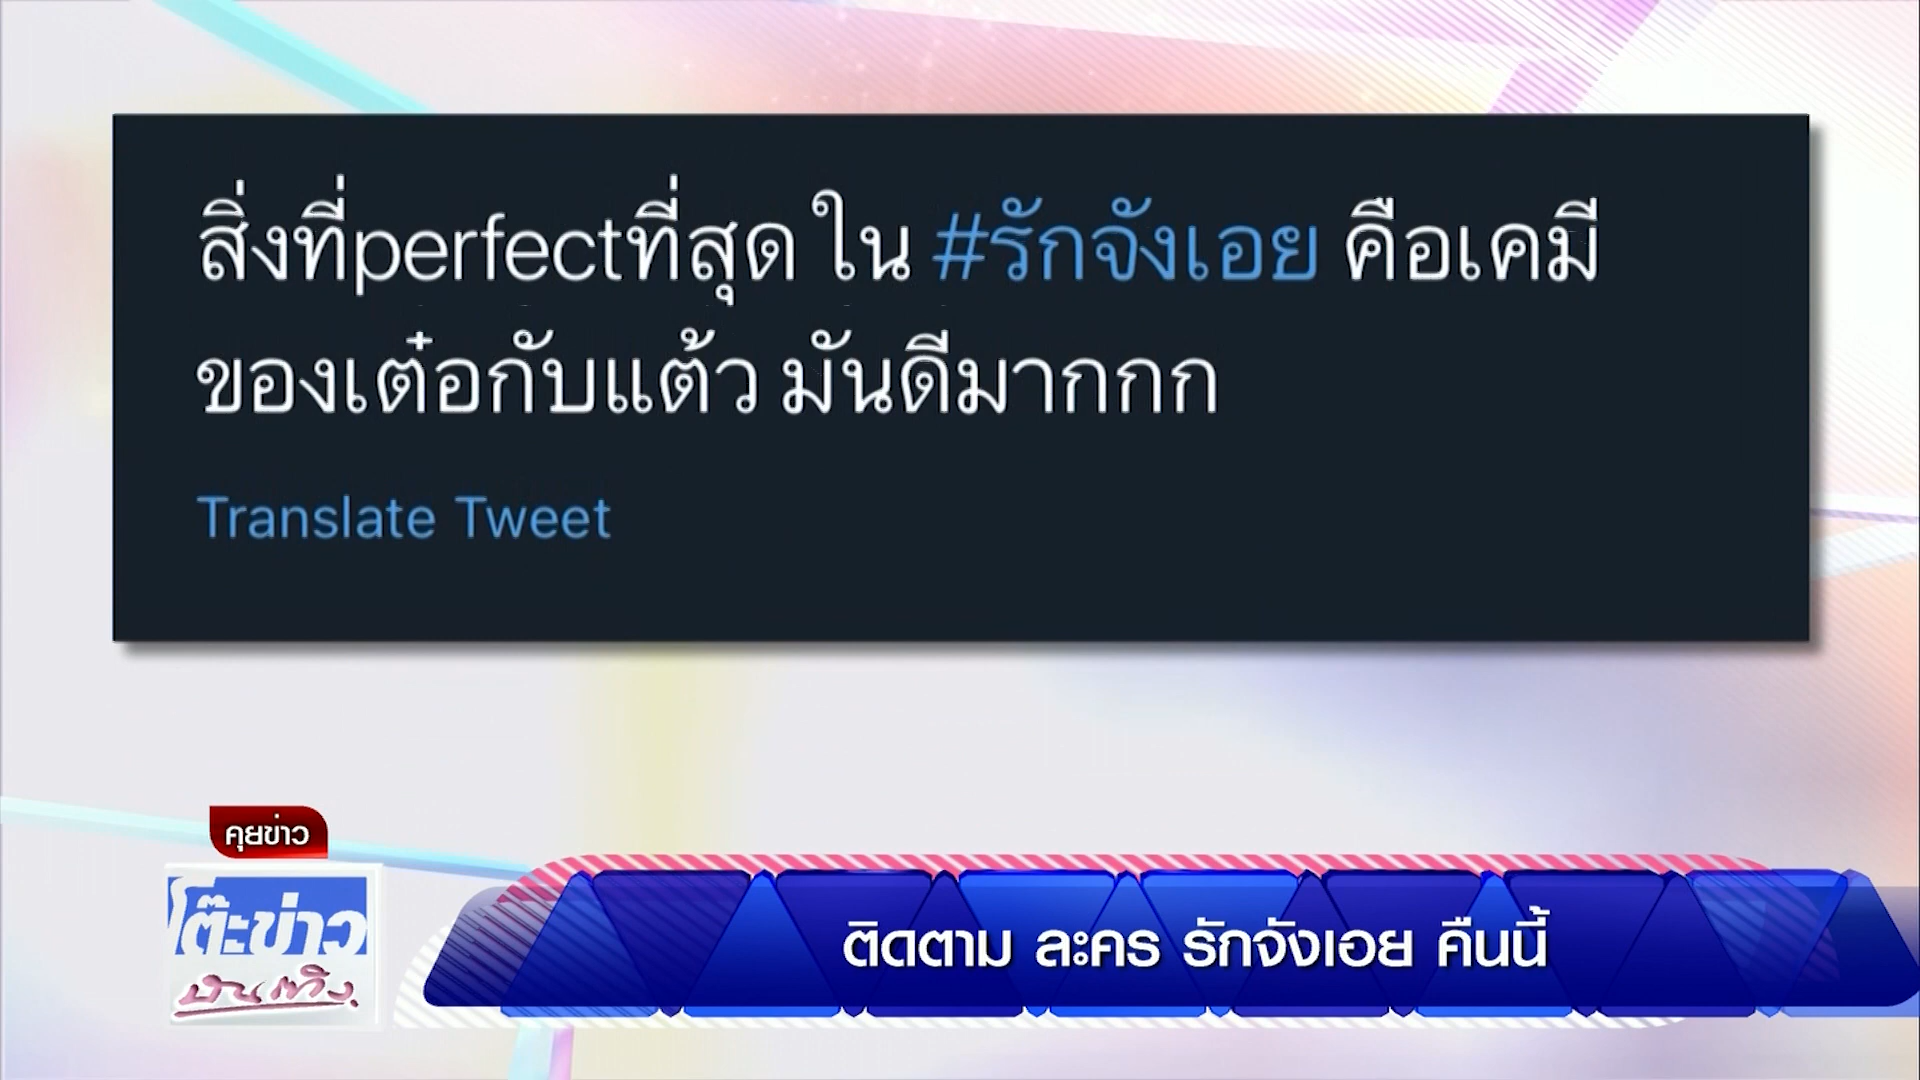 สิ่งที่perfectที่สุด ใน #รักจังเอย คือเคมี
ของเต๋อกับแต้ว มันดีมากกก
Translate Tweet
คุยข่าว
โต๊ะข่าว
บันเทิง
ติดตาม ละคร รักจังเอย คืนนี้